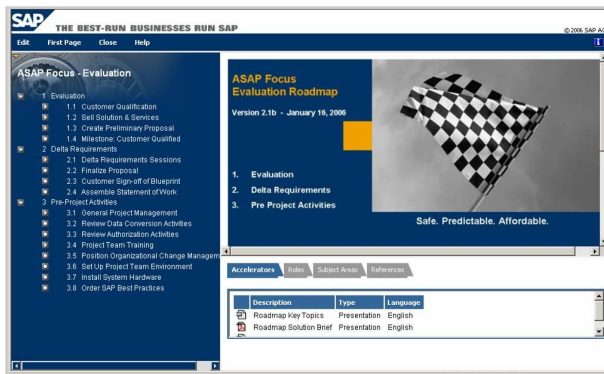 SAP
THE BEST-RUN BUSINESSES RUN SAP
© 2006 SAP AG
Edit First Page Close Help
ASAP Focus - Evaluation
1 Evaluation
1.1 Customer Qualification
1.2 Sell Solution & Services
1.3 Create Preliminary Proposal
1.4 Milestone: Customer Qualified
2 Delta Requirements
2.1 Delta Requirements Sessions
2.2 Finalize Proposal
2.3 Customer Sign-off of Blueprint
2.4 Assemble Statement of Work
3 Pre-Project Activities
3.1 General Project Management
3.2 Review Data Conversion Activities
3.3 Review Authorization Activities
3.4 Project Team Training
3.5 Position Organizational Change Managem
3.6 Set Up Project Team Environment
3.7 Install System Hardware
3.8 Order SAP Best Practices
ASAP Focus
Evaluation Roadmap
Version 2.1b - January 16, 2006
1. Evaluation
2. Delta Requirements
3. Pre Project Activities
Safe. Predictable. Affordable.
Accelerators Roles Subject Areas References
Description Type Language
Roadmap Key Topics Presentation English
Roadmap Solution Brief Presentation English